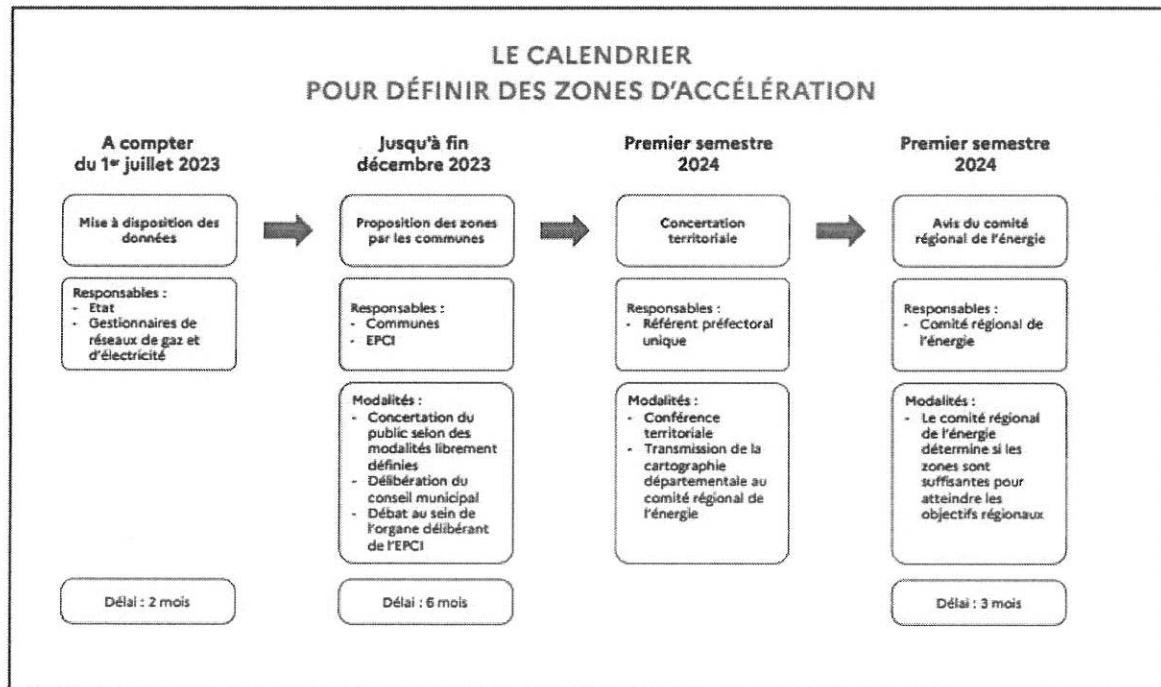 LE CALENDRIER
POUR DÉFINIR DES ZONES D'ACCÉLÉRATION
A compter
du 1er juillet 2023
Mise à disposition des
données
Responsables :
- Etat
- Gestionnaires de
réseaux de gaz et
d'électricité
Délai : 2 mois
Jusqu'à fin
décembre 2023
Proposition des zones
par les communes
Responsables :
- Communes
- EPCI
Modalités :
- Concertation du
public selon des
modalités librement
définies
- Délibération du
conseil municipal
- Débat au sein de
l'organe délibérant
de l'EPCI
Délai : 6 mois
Premier semestre
2024
Concertation
territoriale
Responsables :
- Référent préfectoral
unique
Modalités :
- Conférence
territoriale
- Transmission de la
cartographie
départementale au
comité régional de
l'énergie
Premier semestre
2024
Avis du comité
régional de l'énergie
Responsables :
- Comité régional de
l'énergie
Modalités :
- Le comité régional
de l'énergie
détermine si les
zones sont
suffisantes pour
atteindre les
objectifs régionaux
Délai : 3 mois